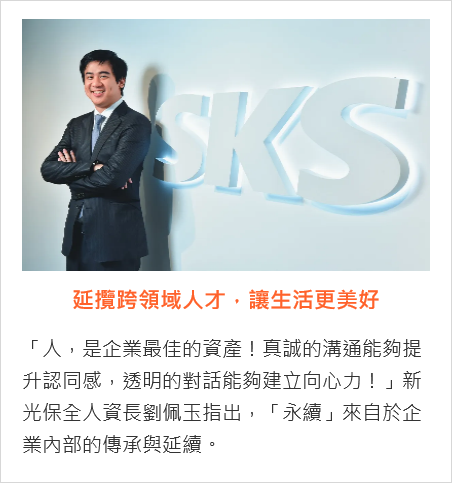 SKS
延攬跨領域人才，讓生活更美好
「人，是企業最佳的資產！真誠的溝通能夠提
升認同感，透明的對話能夠建立向心力！」新
光保全人資長劉佩玉指出，「永續」來自於企
業內部的傳承與延續。